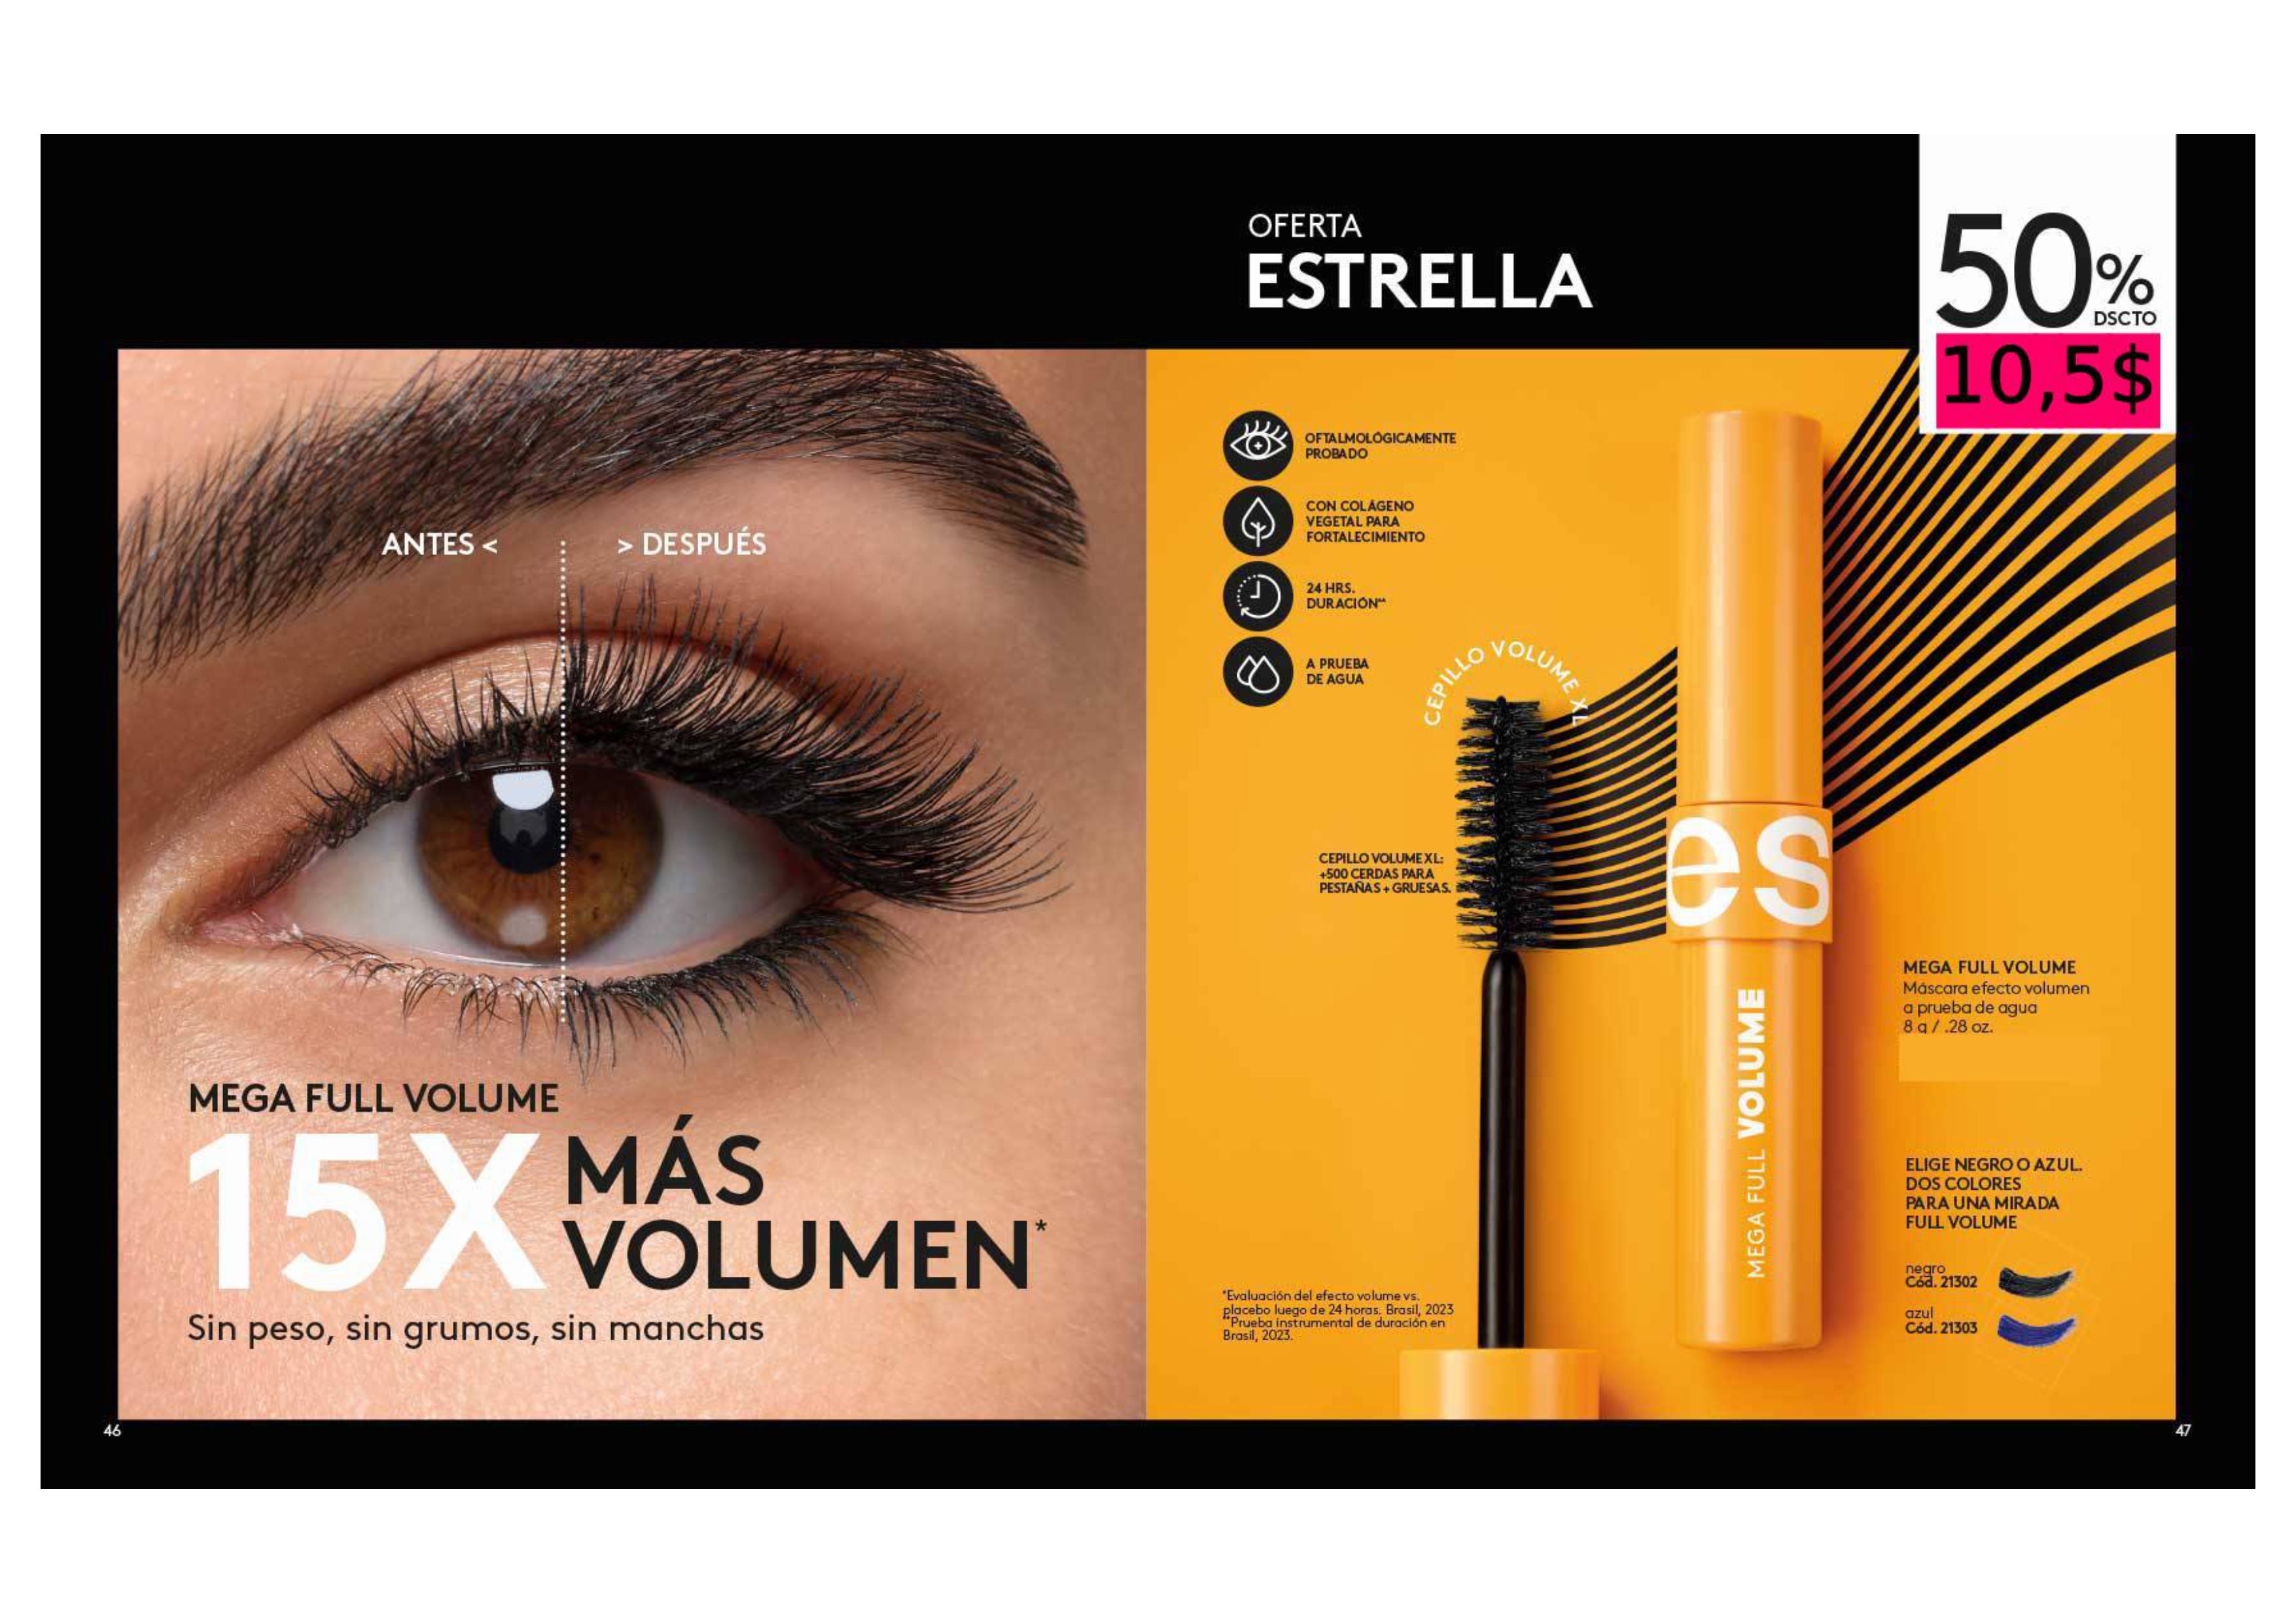 OFERTA
ESTRELLA
50%
DSCTO
10,5$
ANTES <
> DESPUÉS
MEGA FULL VOLUME
15X MÁS
VOLUMEN*
Sin peso, sin grumos, sin manchas
46
OFTALMOLÓGICAMENTE
PROBADO
CON COLÁGENO
VEGETAL PARA
FORTALECIMIENTO
24 HRS.
DURACIÓN**
A PRUEBA
DE AGUA
CEPILLO VOLUME XL
CEPILLO VOLUME XL:
+500 CERDAS PARA
PESTAÑAS + GRUESAS.
es
MEGA FULL VOLUME
MEGA FULL VOLUME
Máscara efecto volumen
a prueba de agua
8 g / .28 oz.
ELIGE NEGRO O AZUL.
DOS COLORES
PARA UNA MIRADA
FULL VOLUME
negro
Cód. 21302
azul
Cód. 21303
*Evaluación del efecto volume vs.
placebo luego de 24 horas. Brasil, 2023
**Prueba instrumental de duración en
Brasil, 2023.
47